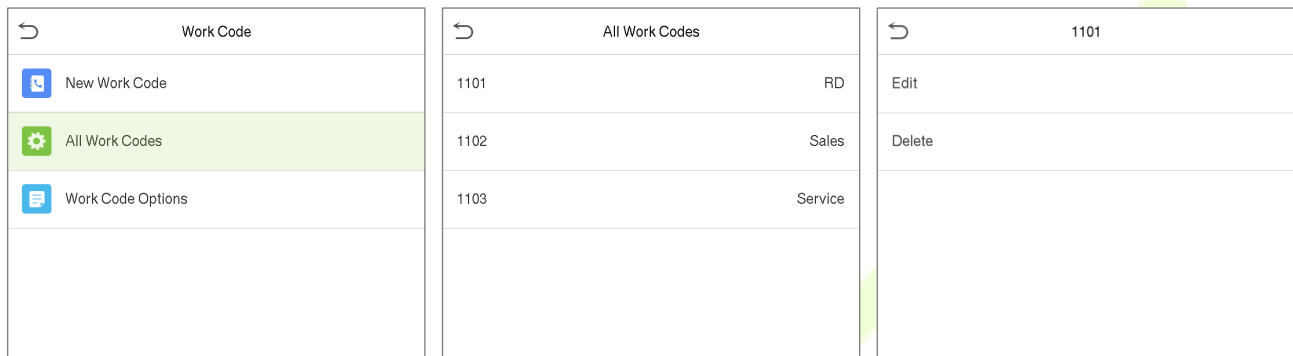 Work Code
New Work Code
All Work Codes
Work Code Options
All Work Codes
1101 RD
1102 Sales
1103 Service
1101
Edit
Delete